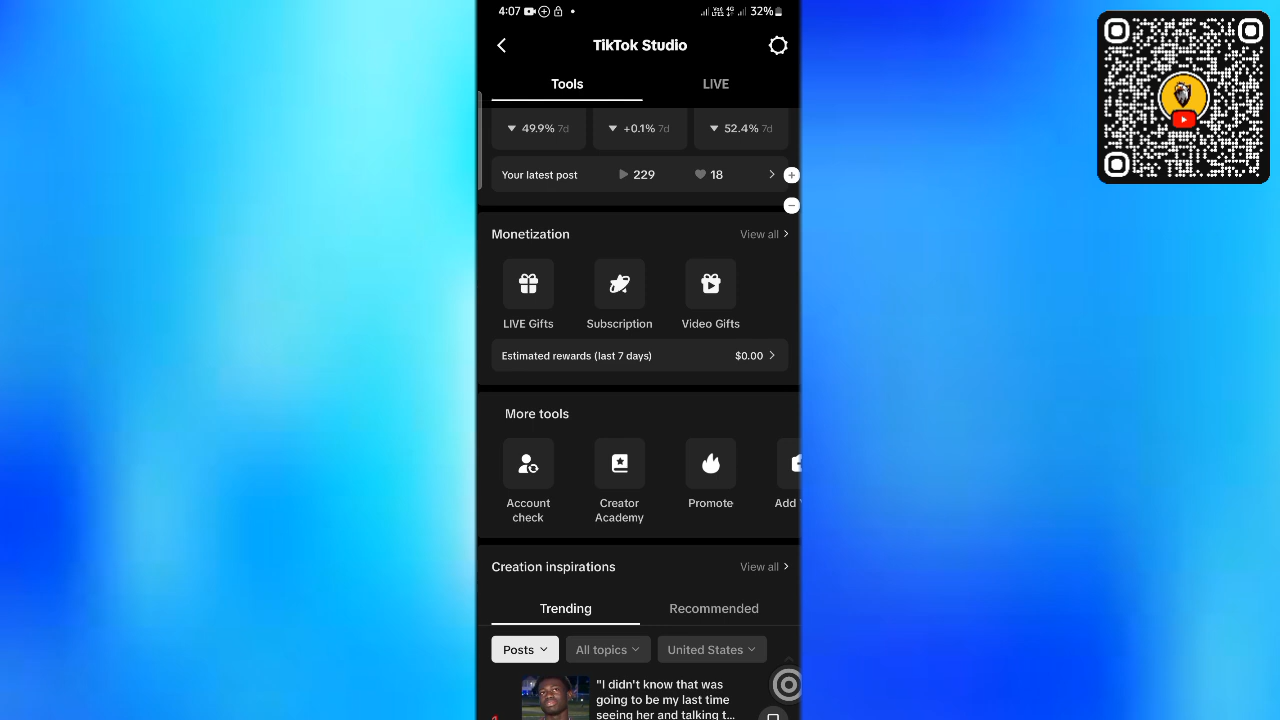 4:07
VoLTE2 4G 32%
TikTok Studio
Tools LIVE
49.9% 7d +0.1% 7d 52.4% 7d
Your latest post 229 18
Monetization View all
LIVE Gifts Subscription Video Gifts
Estimated rewards (last 7 days) $0.00
More tools
Account check Creator Academy Promote Add
Creation inspirations View all
Trending Recommended
Posts All topics United States
"I didn't know that was
going to be my last time
seeing her and talking t...
1